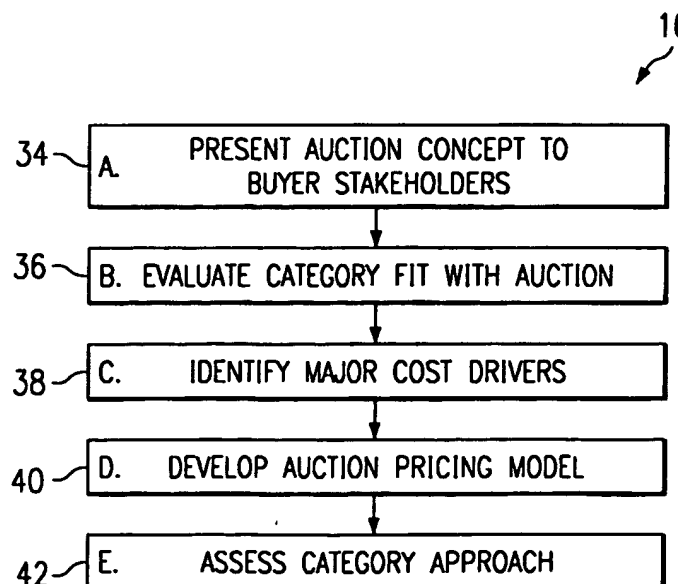 34 A. PRESENT AUCTION CONCEPT TO
BUYER STAKEHOLDERS
36 B. EVALUATE CATEGORY FIT WITH AUCTION
38 C. IDENTIFY MAJOR COST DRIVERS
40 D. DEVELOP AUCTION PRICING MODEL
42 E. ASSESS CATEGORY APPROACH